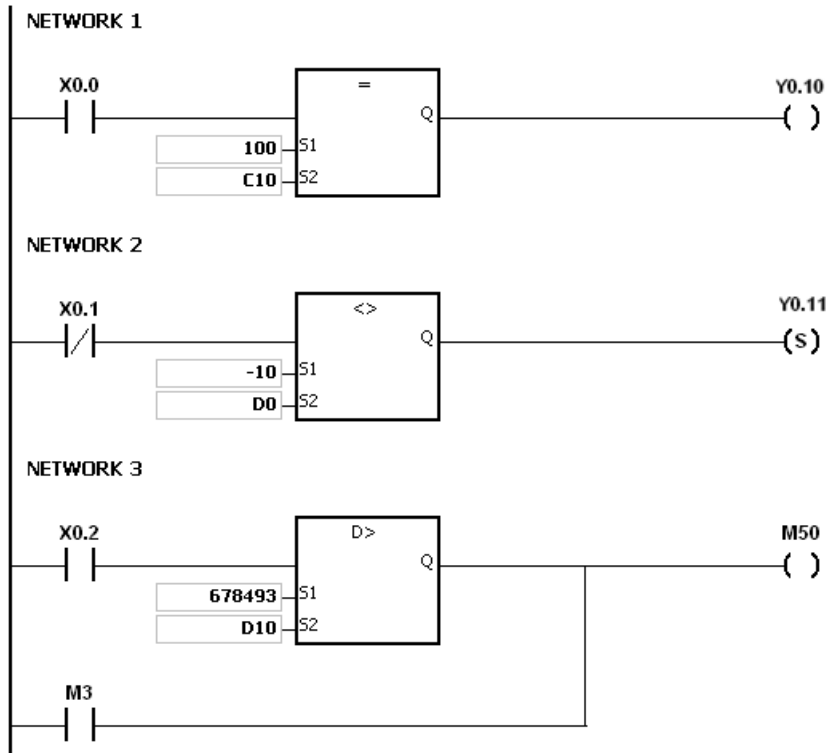 NETWORK 1
X0.0
=
Y0.10
Q
100 S1
C10 S2
NETWORK 2
X0.1
<>
Y0.11
Q
(S)
-10 S1
D0 S2
NETWORK 3
X0.2
D>
M50
Q
678493 S1
D10 S2
M3